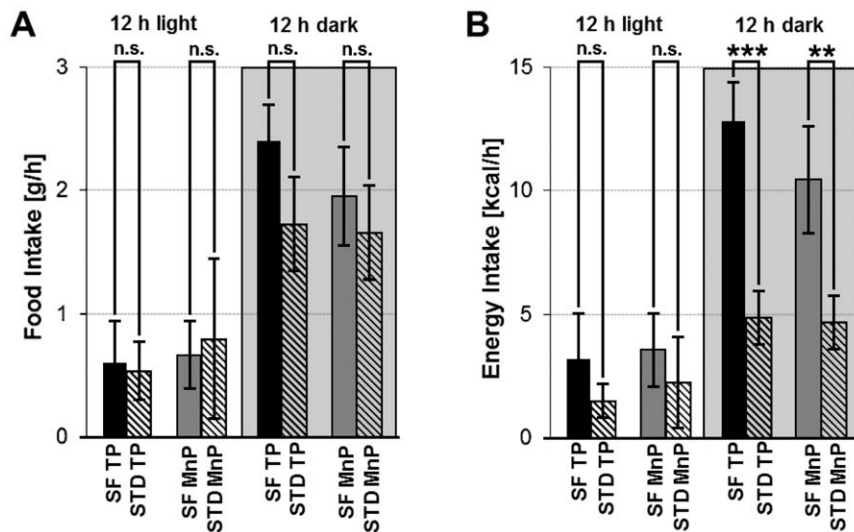 A
12 h light
12 h dark
n.s.
n.s.
n.s.
n.s.
Food Intake [g/h]
3
2
1
0
SF TP
STD TP
SF MnP
STD MnP
SF TP
STD TP
SF MnP
STD MnP
B
12 h light
12 h dark
n.s.
n.s.
***
**
Energy Intake [kcal/h]
15
10
5
0
SF TP
STD TP
SF MnP
STD MnP
SF TP
STD TP
SF MnP
STD MnP